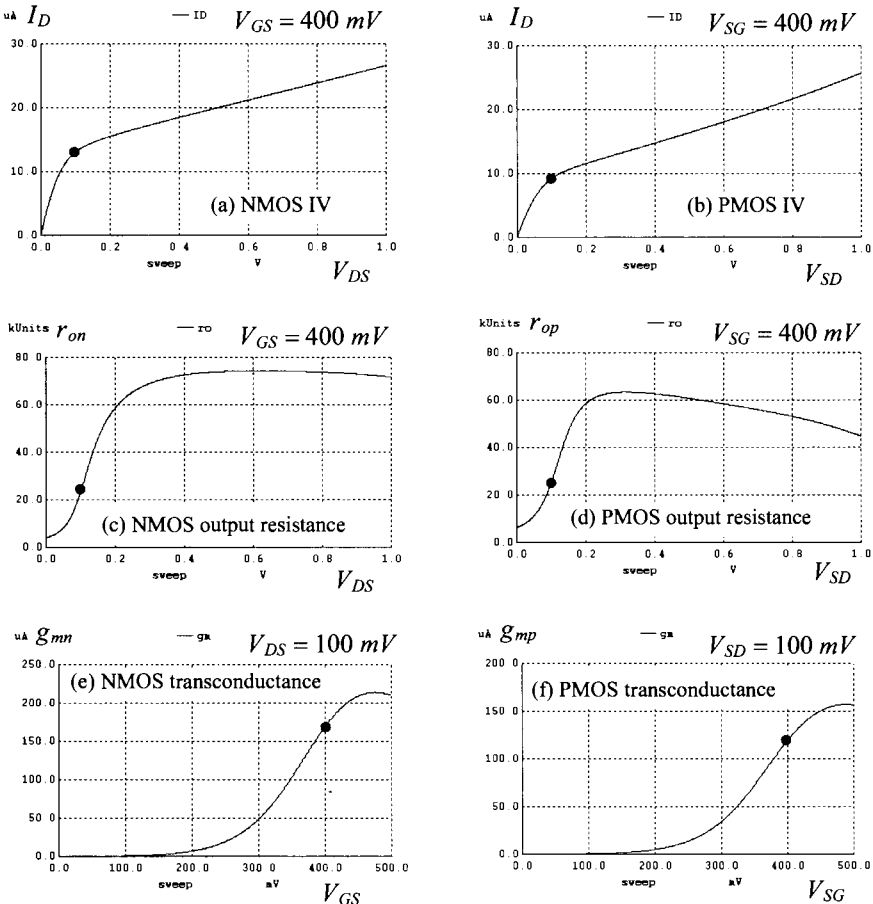 uA I_D — ID V_GS = 400 mV
30.0
20.0
10.0
0.0
0.0 0.2 0.4 0.6 0.8 1.0
(a) NMOS IV
sweep V V_DS
uA I_D — ID V_SG = 400 mV
30.0
20.0
10.0
0.0
0.0 0.2 0.4 0.6 0.8 1.0
(b) PMOS IV
sweep V V_SD
kUnits r_on — ro V_GS = 400 mV
80.0
60.0
40.0
20.0
0.0
0.0 0.2 0.4 0.6 0.8 1.0
(c) NMOS output resistance
sweep V V_DS
kUnits r_op — ro V_SG = 400 mV
80.0
60.0
40.0
20.0
0.0
0.0 0.2 0.4 0.6 0.8 1.0
(d) PMOS output resistance
sweep V V_SD
uA g_mn — gm V_DS = 100 mV
250.0
200.0
150.0
100.0
50.0
0.0
0.0 100.0 200.0 300.0 400.0 500.0
(e) NMOS transconductance
sweep mV V_GS
uA g_mp — gm V_SD = 100 mV
200.0
150.0
100.0
50.0
0.0
0.0 100.0 200.0 300.0 400.0 500.0
(f) PMOS transconductance
sweep mV V_SG